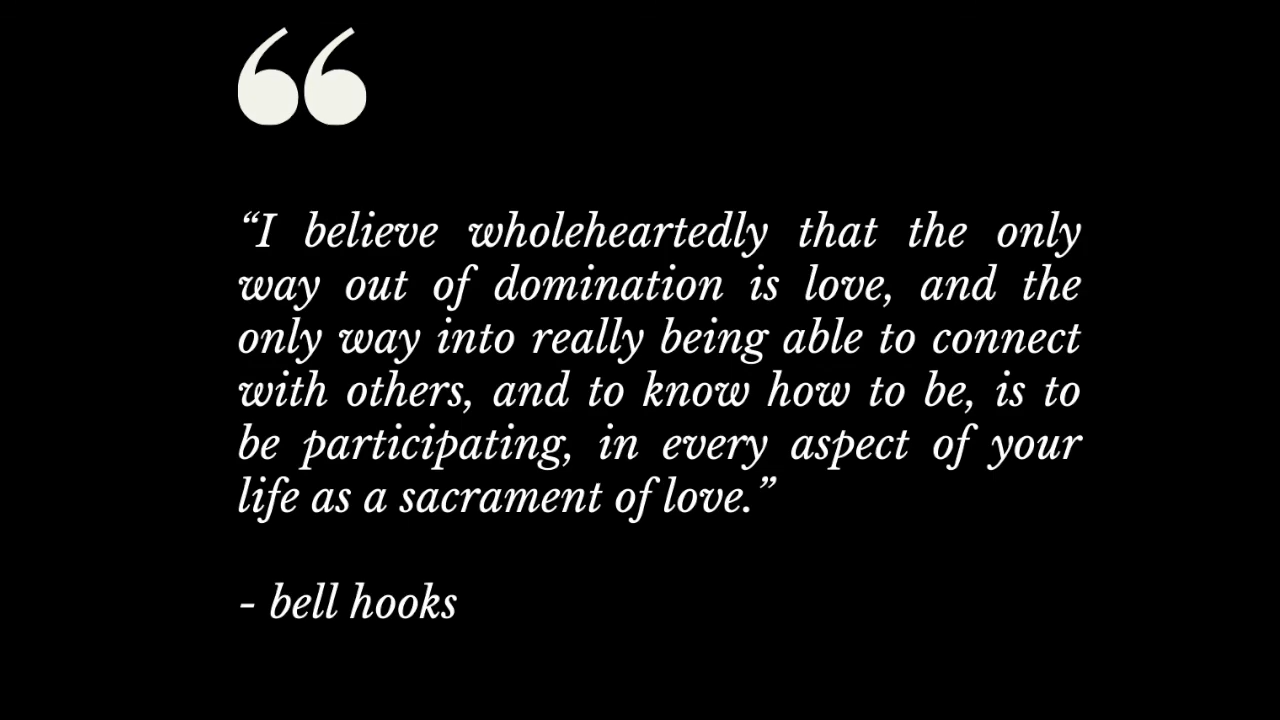 “
“I believe wholeheartedly that the only
way out of domination is love, and the
only way into really being able to connect
with others, and to know how to be, is to
be participating, in every aspect of your
life as a sacrament of love.”
- bell hooks